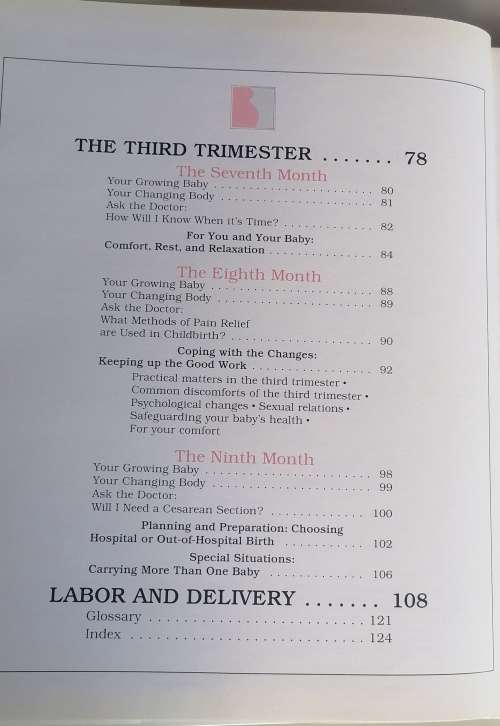 THE THIRD TRIMESTER ....... 78
The Seventh Month
Your Growing Baby ....................... 80
Your Changing Body ...................... 81
Ask the Doctor:
How Will I Know When it's Time? ............. 82
For You and Your Baby:
Comfort, Rest, and Relaxation ............... 84
The Eighth Month
Your Growing Baby ....................... 88
Your Changing Body ...................... 89
Ask the Doctor:
What Methods of Pain Relief
are Used in Childbirth? .................... 90
Coping with the Changes:
Keeping up the Good Work ................. 92
Practical matters in the third trimester •
Common discomforts of the third trimester •
Psychological changes • Sexual relations •
Safeguarding your baby's health •
For your comfort
The Ninth Month
Your Growing Baby ........................ 98
Your Changing Body ....................... 99
Ask the Doctor:
Will I Need a Cesarean Section? ............. 100
Planning and Preparation: Choosing
Hospital or Out-of-Hospital Birth ........... 102
Special Situations:
Carrying More Than One Baby ............. 106
LABOR AND DELIVERY ....... 108
Glossary ......................... 121
Index ........................... 124